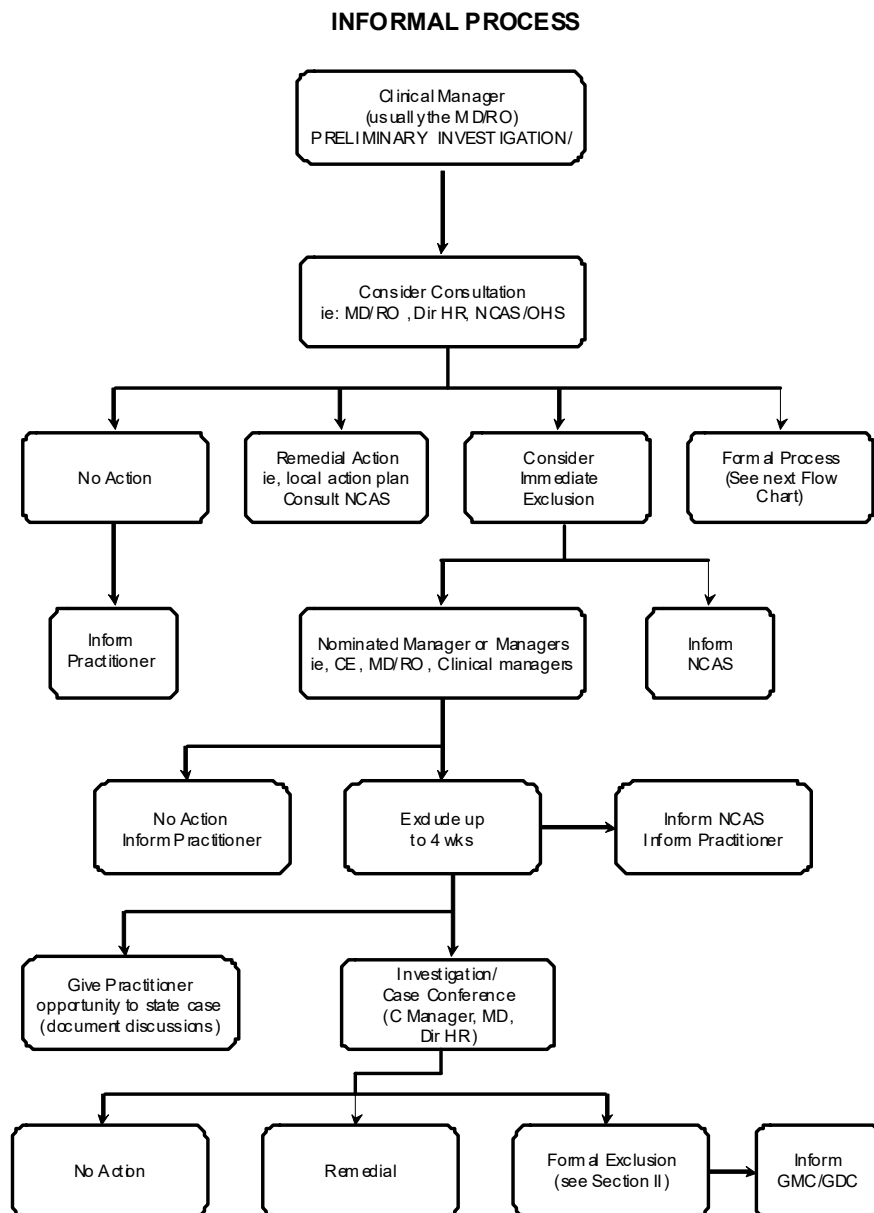 INFORMAL PROCESS
Clinical Manager
(usually the MD/RO)
PRELIMINARY INVESTIGATION/
Consider Consultation
ie: MD/RO , Dir HR, NCAS/OHS
No Action
Remedial Action
ie, local action plan
Consult NCAS
Consider
Immediate
Exclusion
Formal Process
(See next Flow
Chart)
Inform
Practitioner
Nominated Manager or Managers
ie, CE, MD/RO , Clinical managers
Inform
NCAS
No Action
Inform Practitioner
Exclude up
to 4 wks
Inform NCAS
Inform Practitioner
Give Practitioner
opportunity to state case
(document discussions)
Investigation/
Case Conference
(C Manager, MD,
Dir HR)
No Action
Remedial
Formal Exclusion
(see Section II)
Inform
GMC/GDC